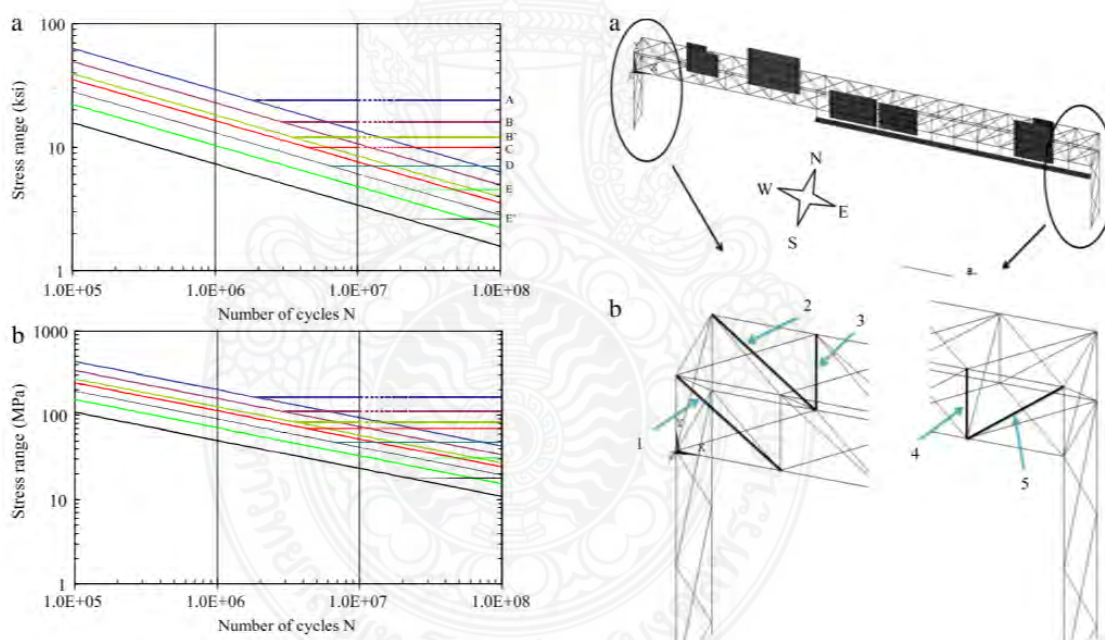 a
100
10
1
Stress range (ksi)
A
B
B'
C
D
E
E'
1.0E+05
1.0E+06
1.0E+07
1.0E+08
Number of cycles N
b
1000
100
10
1
Stress range (MPa)
1.0E+05
1.0E+06
1.0E+07
1.0E+08
Number of cycles N
a
N
W
E
S
b
1
2
3
X
4
5